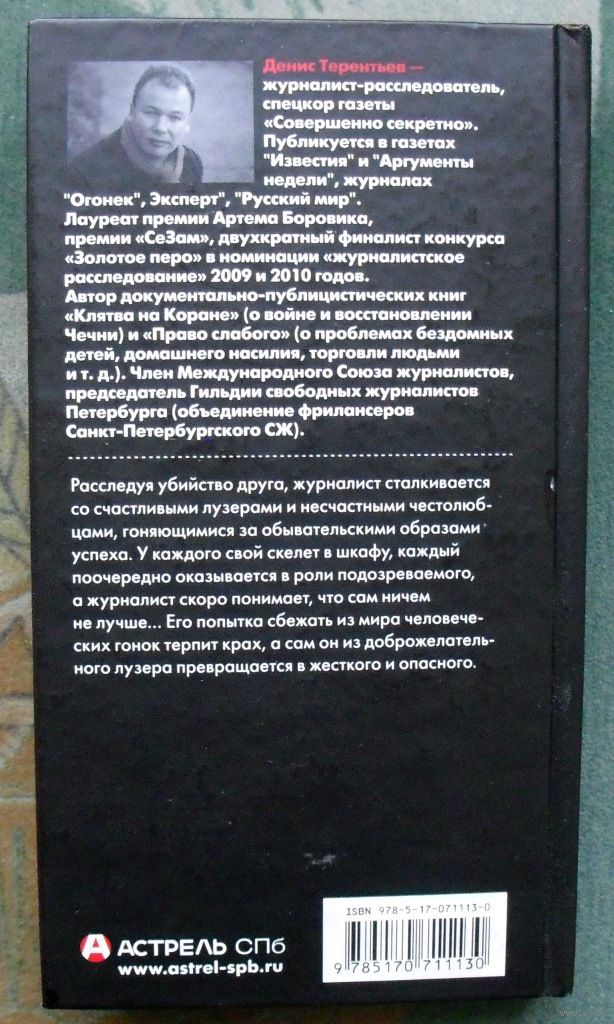 Денис Терентьев —
журналист-расследователь,
спецкор газеты
«Совершенно секретно».
Публикуется в газетах
"Известия" и "Аргументы
недели", журналах
"Огонек", Эксперт", "Русский мир".
Лауреат премии Артема Боровика,
премии «СеЗам», двухкратный финалист конкурса
«Золотое перо» в номинации «журналистское
расследование» 2009 и 2010 годов.
Автор документально-публицистических книг
«Клятва на Коране» (о войне и восстановлении
Чечни) и «Право слабого» (о проблемах бездомных
детей, домашнего насилия, торговли людьми
и т. д.). Член Международного Союза журналистов,
председатель Гильдии свободных журналистов
Петербурга (объединение фрилансеров
Санкт-Петербургского СЖ).
Расследуя убийство друга, журналист сталкивается
со счастливыми лузерами и несчастными честолюб-
цами, гоняющимися за обывательскими образами
успеха. У каждого свой скелет в шкафу, каждый
поочередно оказывается в роли подозреваемого,
а журналист скоро понимает, что сам ничем
не лучше... Его попытка сбежать из мира человече-
ских гонок терпит крах, а сам он из доброжелатель-
ного лузера превращается в жесткого и опасного.
ISBN 978-5-17-071113-0
9 785170 711130
АСТРЕЛЬ СПб
www.astrel-spb.ru